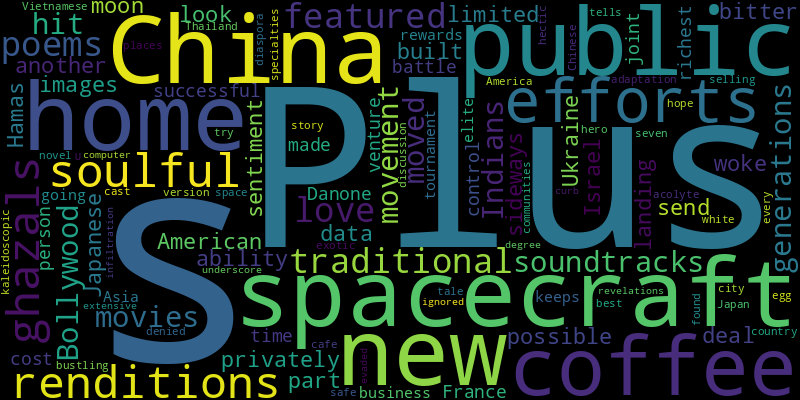 Vietnamese moon hit look Thailand diaspora specialties featured limited rewards built hectic Chinese joint richest bitter
poems another images China public tells places
Hamas successful battle America adaptation selling
home Plus efforts hope
try sentiment story made venture discussion movement moved tournament elite control Indians sideways Ukraine hero seven Israel woke generations
soulful novel u computer communities curb acolyte white every
ghazals going cast version space love Danone landing send
person Bollywood Japanese infiltration American exotic data degree
S ability traditional soundtracks
kaleidoscopic Asia underscore
extensive movies spacecraft tale ignored keeps revelations best found city Japan egg country
denied time new possible deal
cost bustling privately cafe evaded
renditions part safe business France coffee